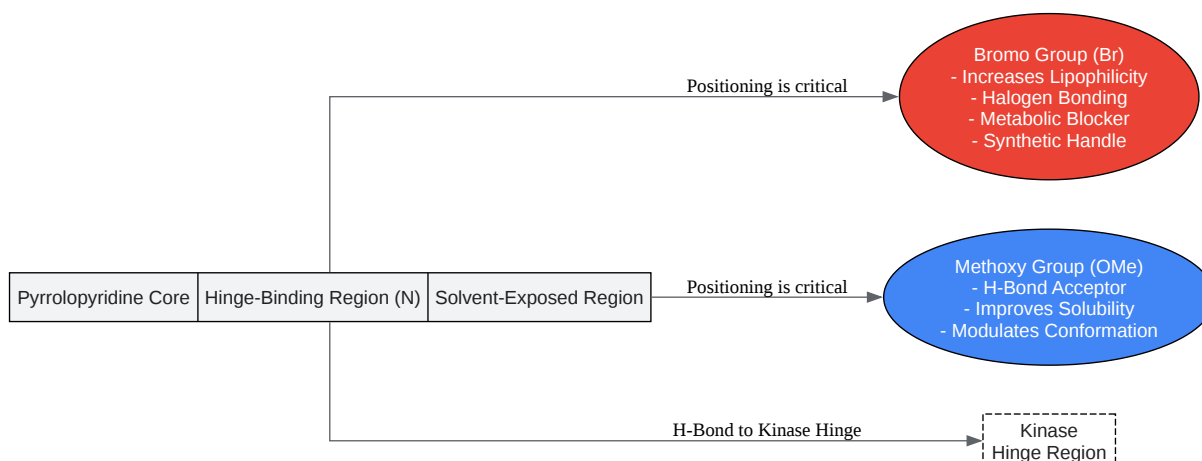 Bromo Group (Br)
- Increases Lipophilicity
- Halogen Bonding
- Metabolic Blocker
- Synthetic Handle
Positioning is critical
Methoxy Group (OMe)
- H-Bond Acceptor
- Improves Solubility
- Modulates Conformation
Pyrrolopyridine Core
Hinge-Binding Region (N)
Solvent-Exposed Region
Positioning is critical
H-Bond to Kinase Hinge
Kinase
Hinge Region